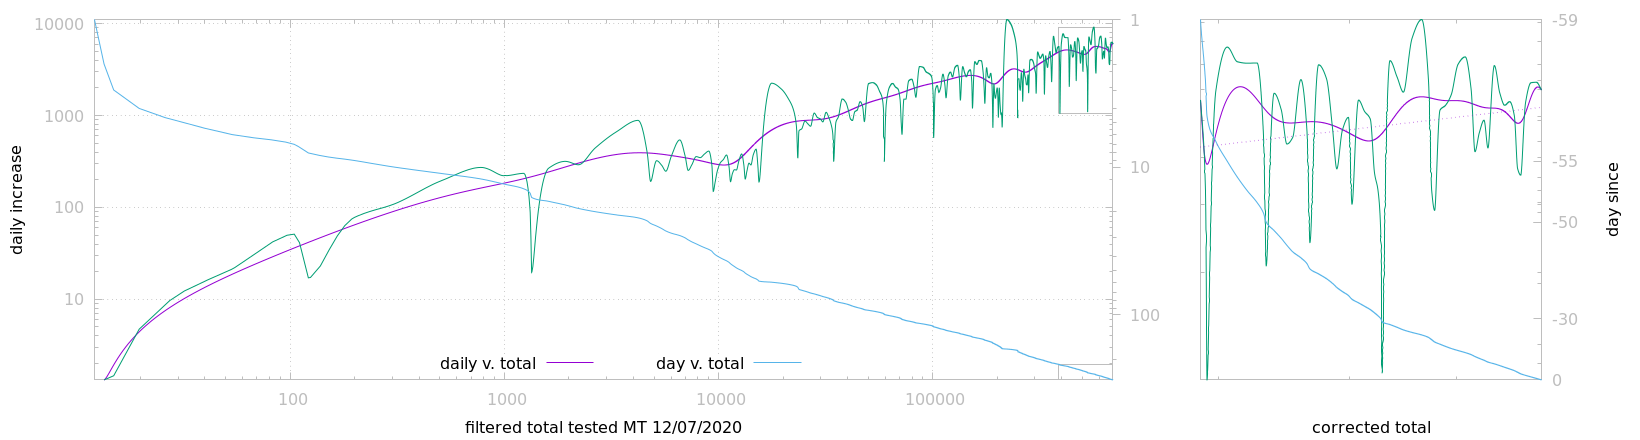 daily increase
10000
1000
100
10
100
1000
10000
100000
filtered total tested MT 12/07/2020
daily v. total
day v. total
1
10
100
corrected total
-59
-55
-50
-30
0
day since